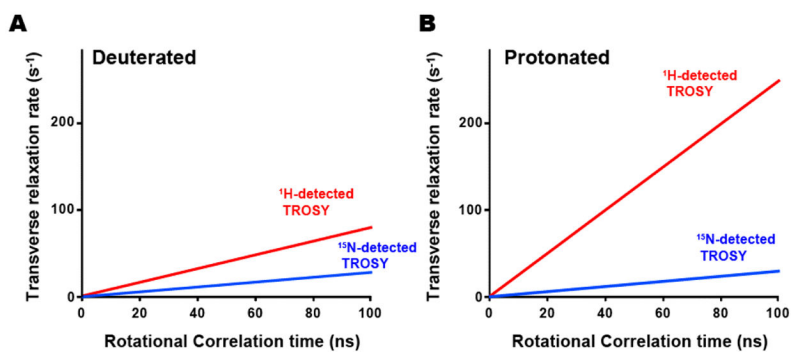 A
Deuterated
Transverse relaxation rate (s⁻¹)
200
100
0
¹H-detected
TROSY
¹⁵N-detected
TROSY
0 20 40 60 80 100
Rotational Correlation time (ns)
B
Protonated
Transverse relaxation rate (s⁻¹)
200
100
0
¹H-detected
TROSY
¹⁵N-detected
TROSY
0 20 40 60 80 100
Rotational Correlation time (ns)